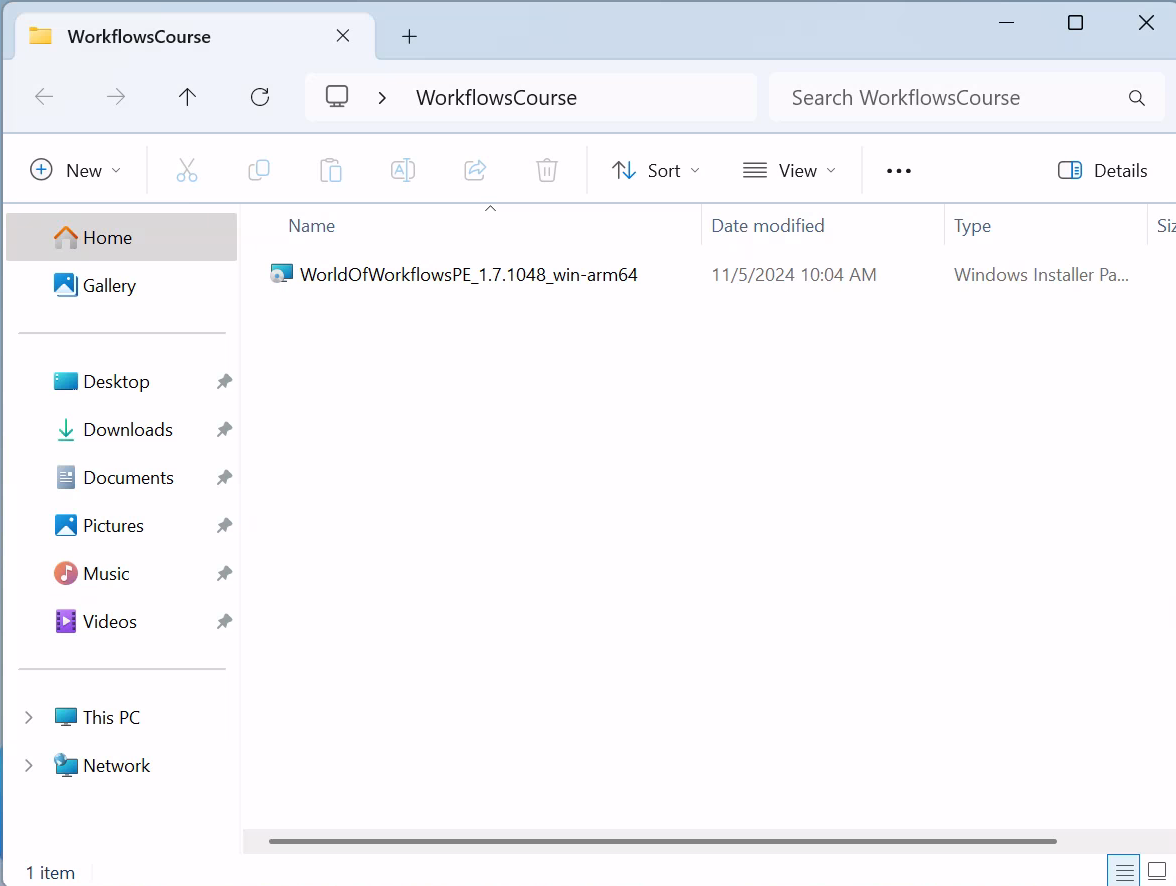 WorkflowsCourse
WorkflowsCourse
Search WorkflowsCourse
New
Sort
View
Details
Name
Date modified
Type
Siz
WorldOfWorkflowsPE_1.7.1048_win-arm64
11/5/2024 10:04 AM
Windows Installer Pa...
Home
Gallery
Desktop
Downloads
Documents
Pictures
Music
Videos
This PC
Network
1 item